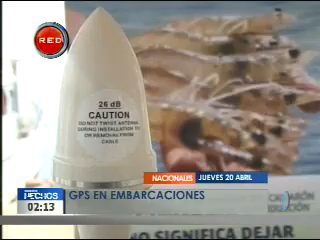 RED
26 dB
CAUTION
DO NOT TWIST ANTENNA
DURING INSTALLATION TO
OR REMOVAL FROM
CABLE
NACIONALES
JUEVES 20 ABRIL
HECHOS
GPS EN EMBARCACIONES
02:13
NO SIGNIFICA DEJAR